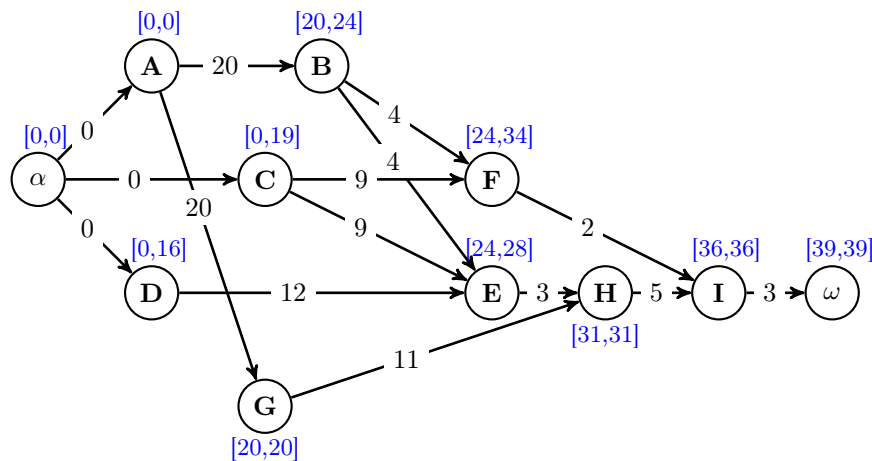 [0,0]
[20,24]
A
20
B
[0,0]
0
4
[0,19]
[24,34]
4
α
0
C
9
F
20
0
9
2
[0,16]
[24,28]
[36,36]
[39,39]
D
12
E
3
H
5
I
3
ω
[31,31]
11
G
[20,20]